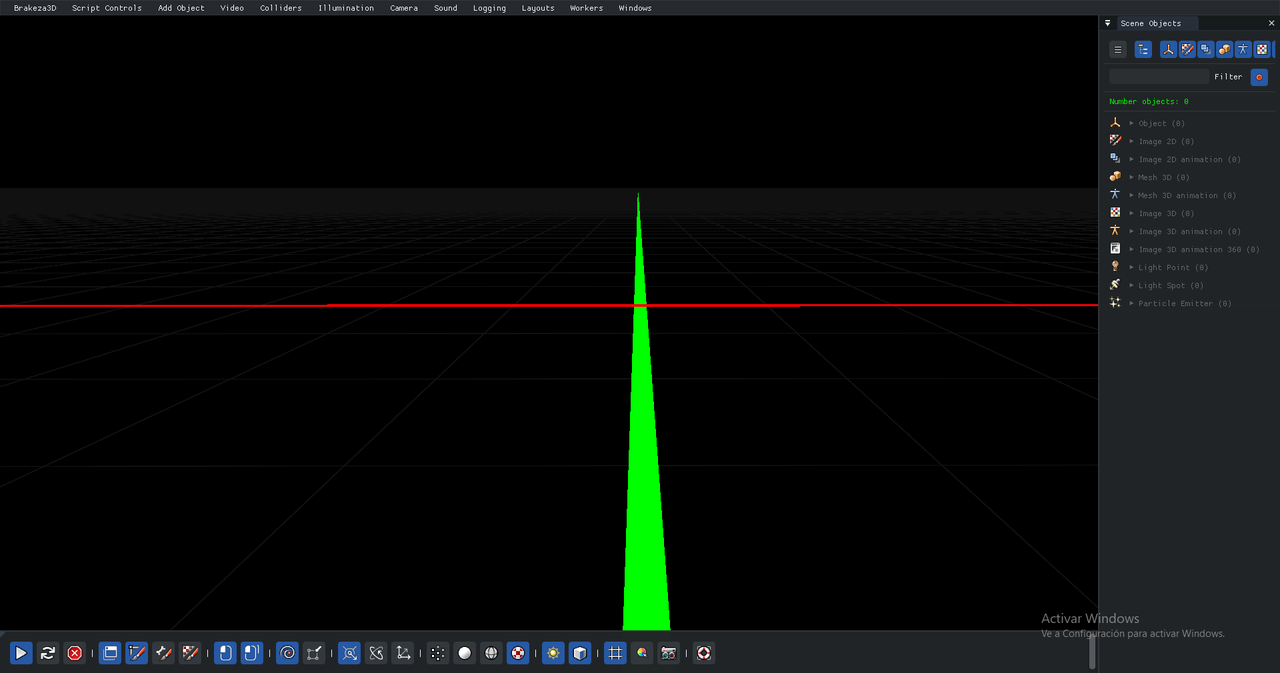 Brakeza3D Script Controls Add Object Video Colliders Illumination Camera Sound Logging Layouts Workers Windows
Scene Objects
Filter
Number objects: 0
Object (0)
Image 2D (0)
Image 2D animation (0)
Mesh 3D (0)
Mesh 3D animation (0)
Image 3D (0)
Image 3D animation (0)
Image 3D animation 360 (0)
Light Point (0)
Light Spot (0)
Particle Emitter (0)
Activar Windows
Ve a Configuración para activar Windows.